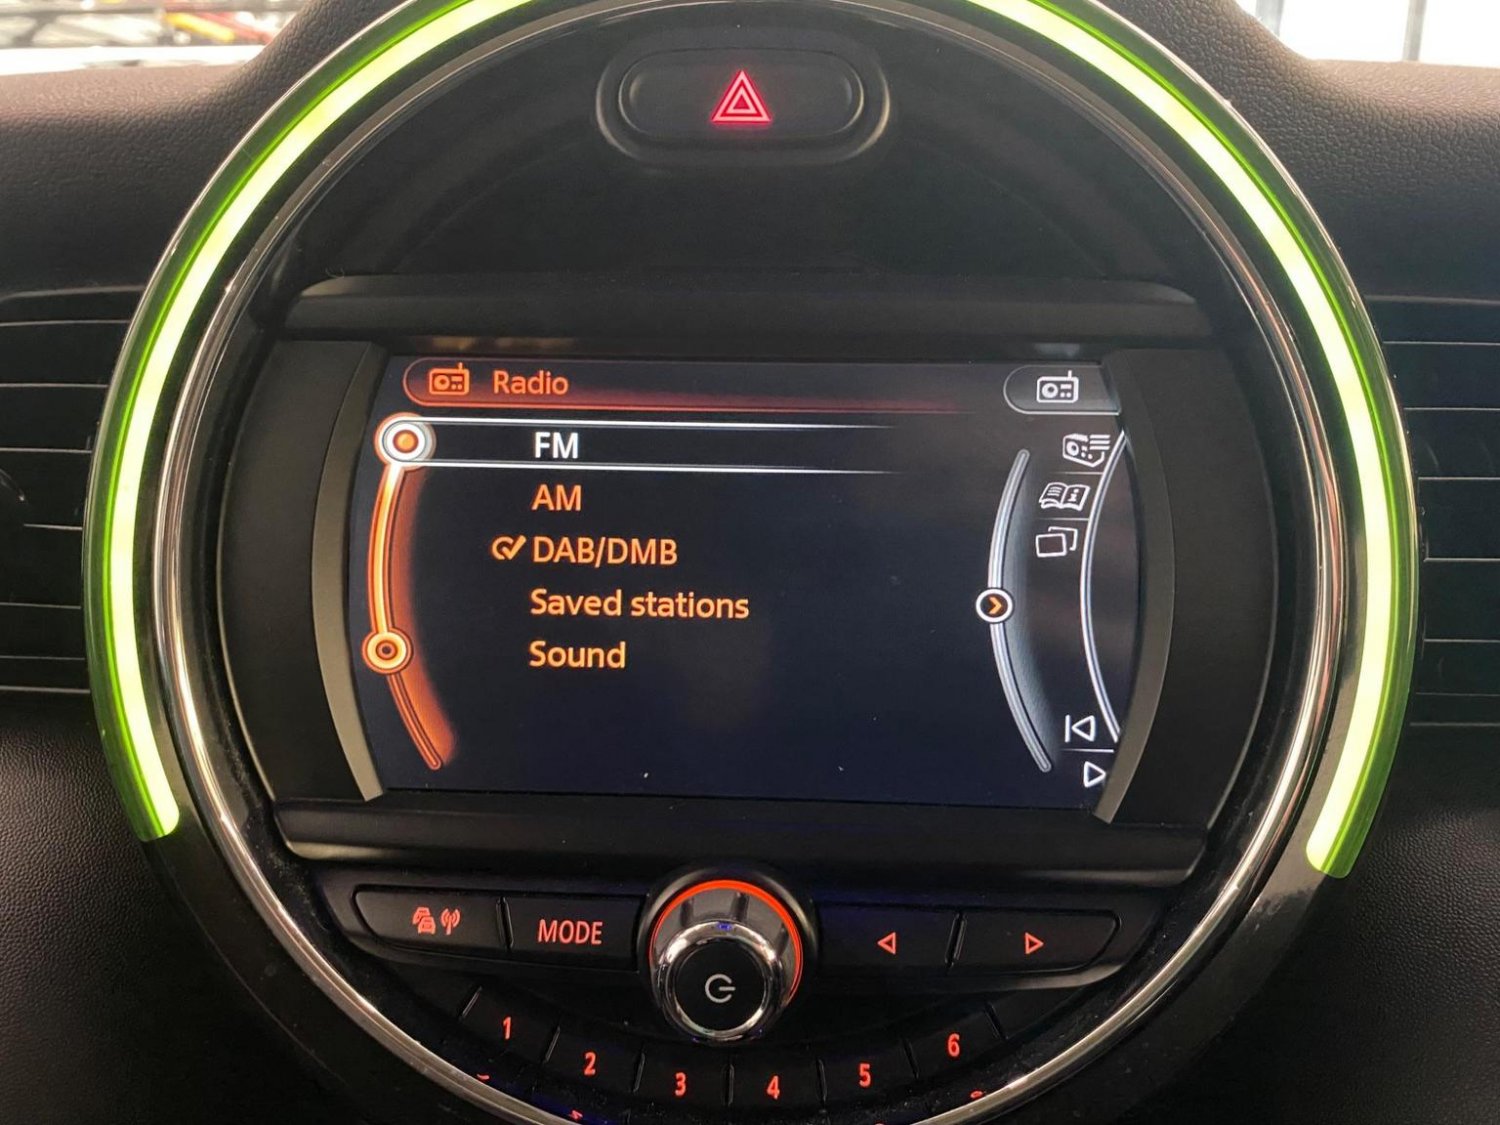 Radio
FM
AM
DAB/DMB
Saved stations
Sound
MODE
1
2
3
4
5
6